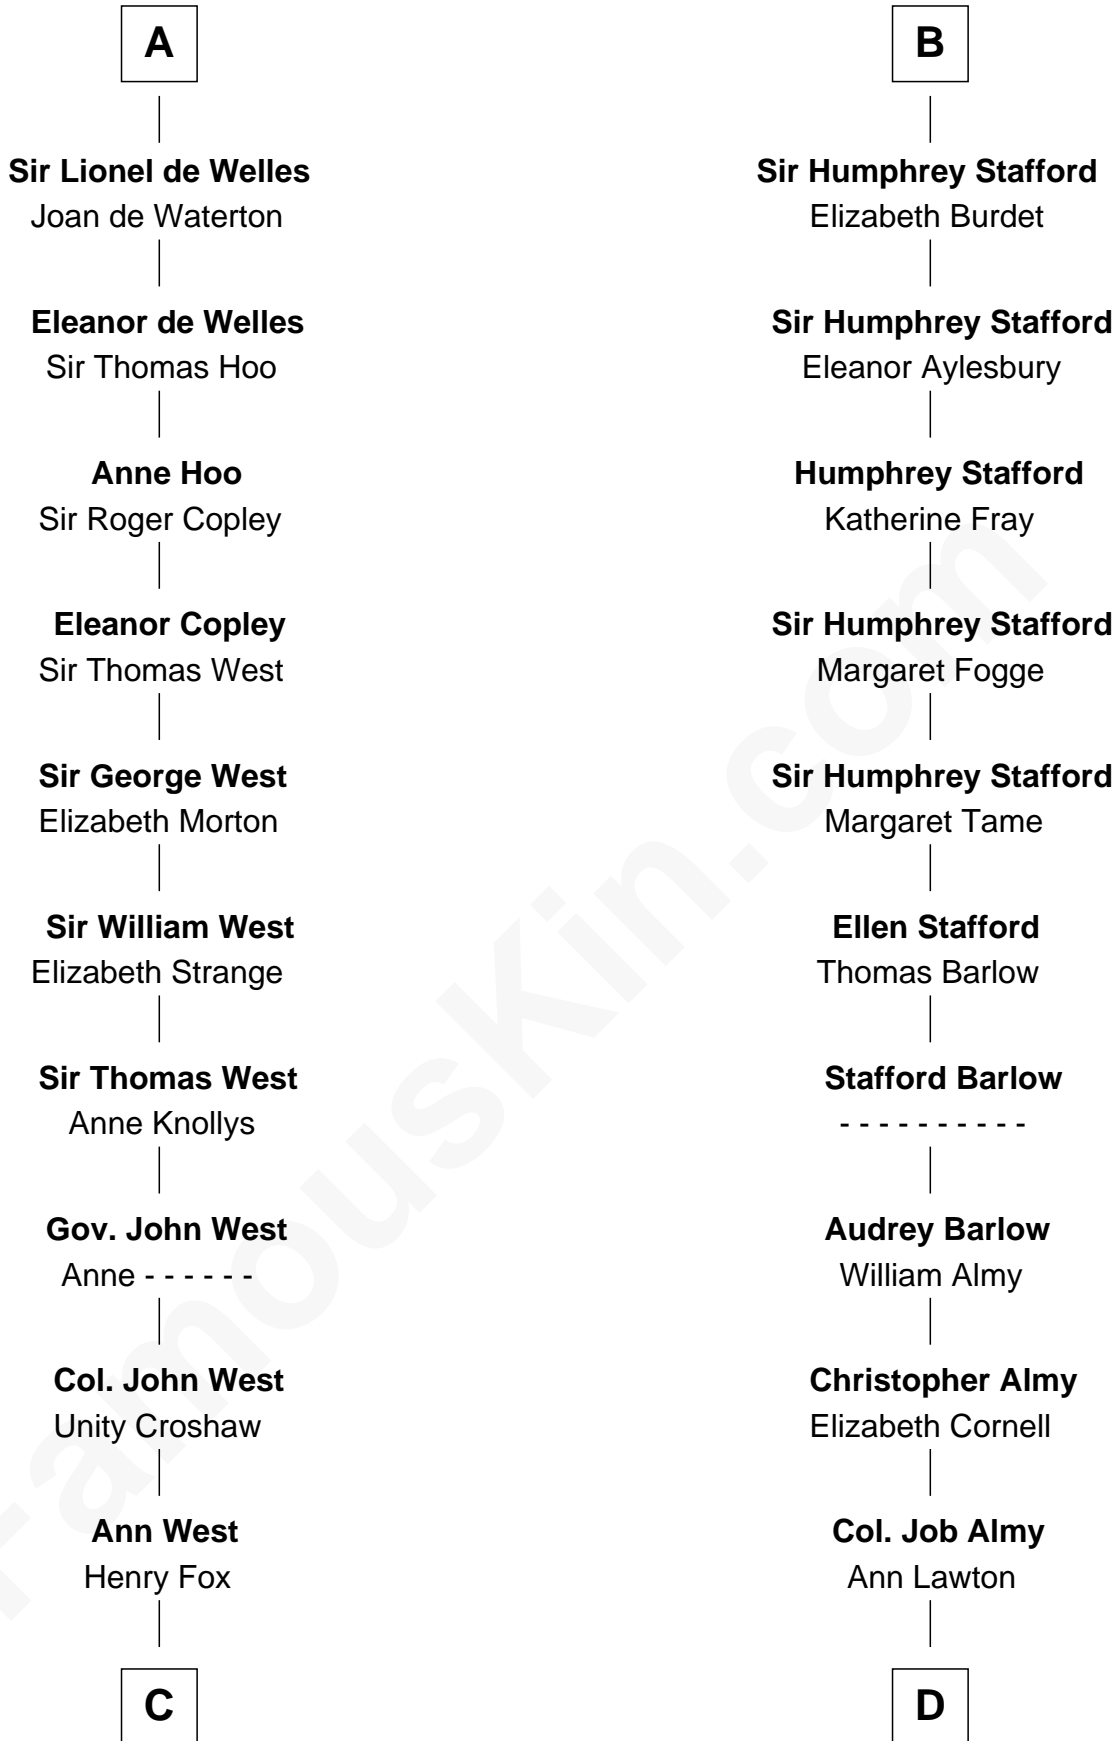 A
Sir Lionel de Welles
Joan de Waterton
Eleanor de Welles
Sir Thomas Hoo
Anne Hoo
Sir Roger Copley
Eleanor Copley
Sir Thomas West
Sir George West
Elizabeth Morton
Sir William West
Elizabeth Strange
Sir Thomas West
Anne Knollys
Gov. John West
Anne - - - - - -
Col. John West
Unity Croshaw
Ann West
Henry Fox
C
B
Sir Humphrey Stafford
Elizabeth Burdet
Sir Humphrey Stafford
Eleanor Aylesbury
Humphrey Stafford
Katherine Fray
Sir Humphrey Stafford
Margaret Fogge
Sir Humphrey Stafford
Margaret Tame
Ellen Stafford
Thomas Barlow
Stafford Barlow
- - - - - - - - - -
Audrey Barlow
William Almy
Christopher Almy
Elizabeth Cornell
Col. Job Almy
Ann Lawton
D
FamousKin.com